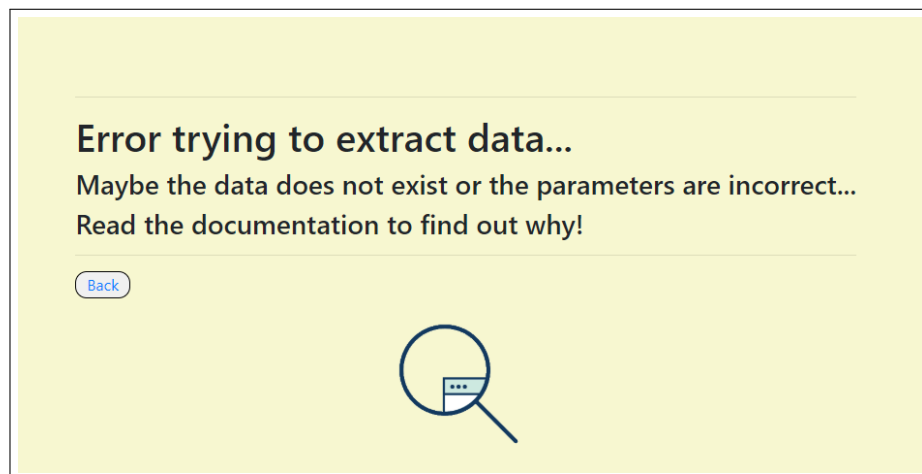 Error trying to extract data...
Maybe the data does not exist or the parameters are incorrect...
Read the documentation to find out why!
Back